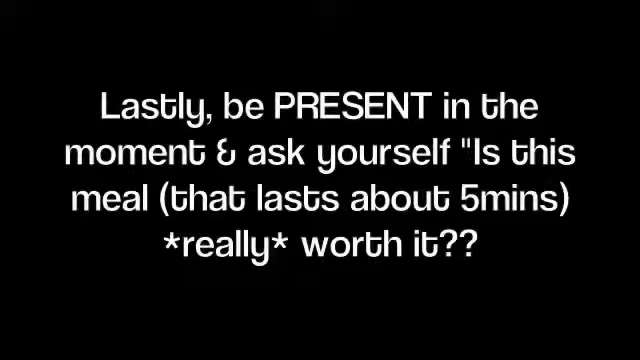 Lastly, be PRESENT in the
moment & ask yourself "Is this
meal (that lasts about 5mins)
*really* worth it??